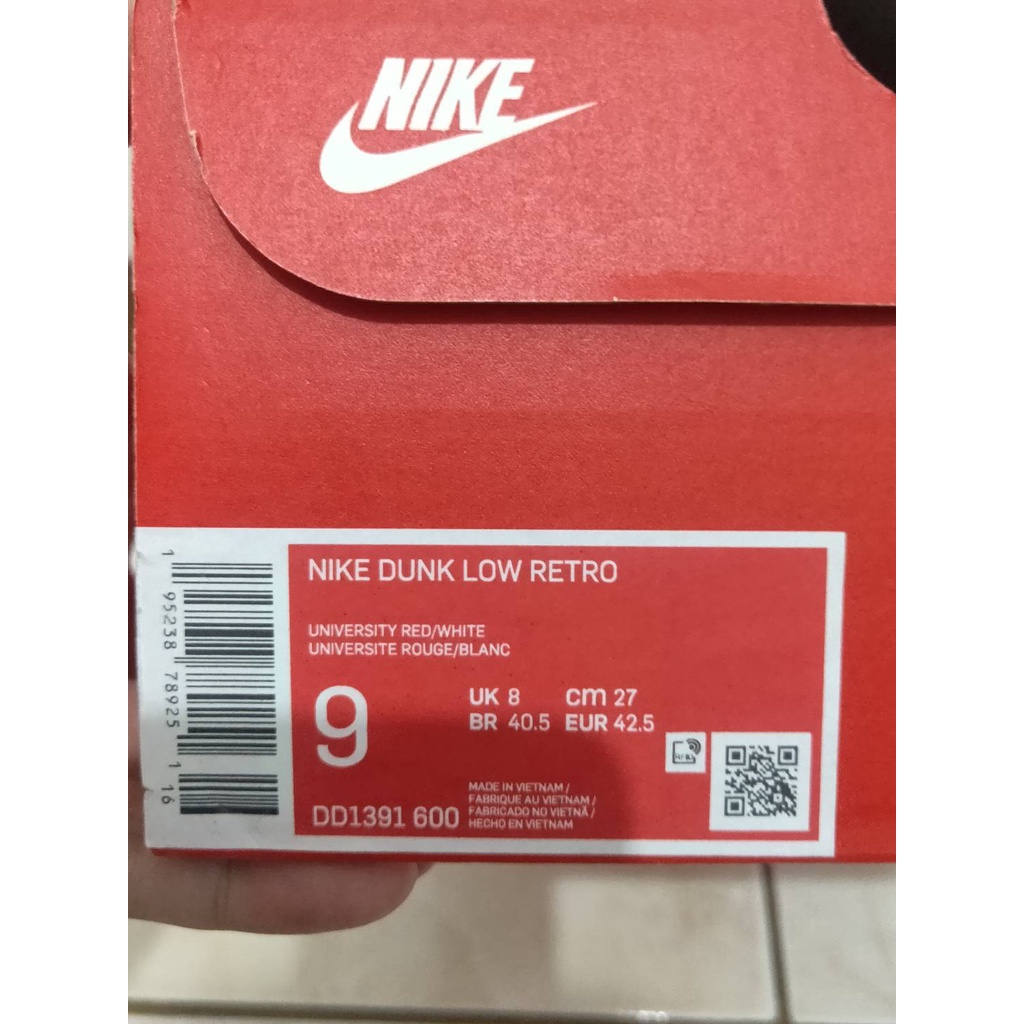 NIKE
NIKE DUNK LOW RETRO
UNIVERSITY RED/WHITE
UNIVERSITE ROUGE/BLANC
9
UK 8 cm 27
BR 40.5 EUR 42.5
DD1391 600
MADE IN VIETNAM /
FABRIQUE AU VIETNAM /
FABRICADO NO VIETNÃ /
HECHO EN VIETNAM
1 95238 78925 1 16